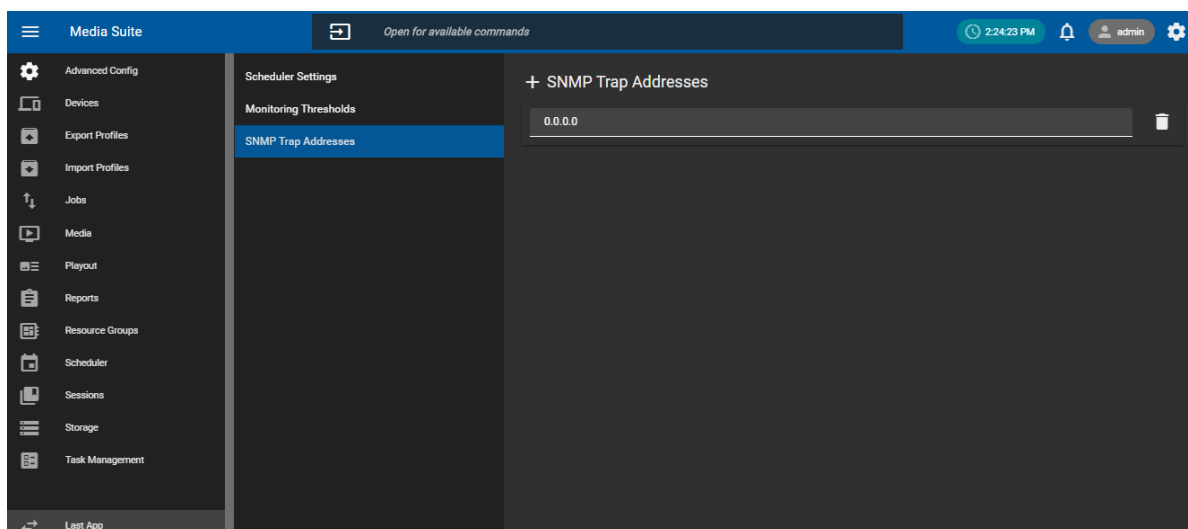 Media Suite
Open for available commands
2:24:23 PM
admin
Advanced Config
Devices
Export Profiles
Import Profiles
Jobs
Media
Playout
Reports
Resource Groups
Scheduler
Sessions
Storage
Task Management
Last App
Scheduler Settings
Monitoring Thresholds
SNMP Trap Addresses
+ SNMP Trap Addresses
0.0.0.0